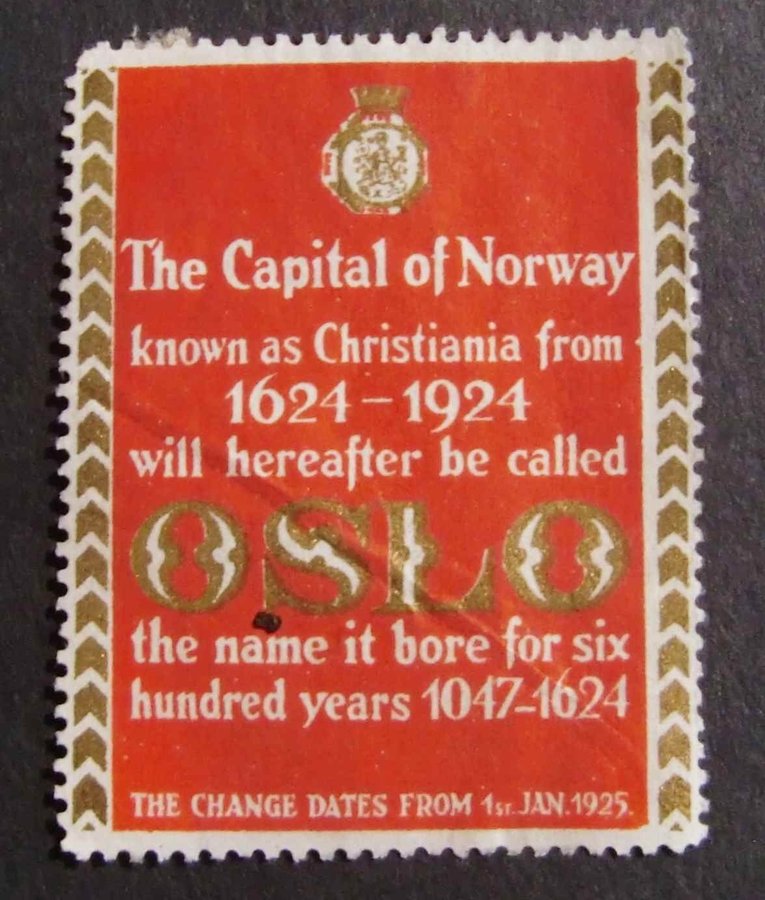 The Capital of Norway
known as Christiania from
1624 – 1924
will hereafter be called
OSLO
the name it bore for six
hundred years 1047-1624
THE CHANGE DATES FROM 1ST. JAN. 1925.